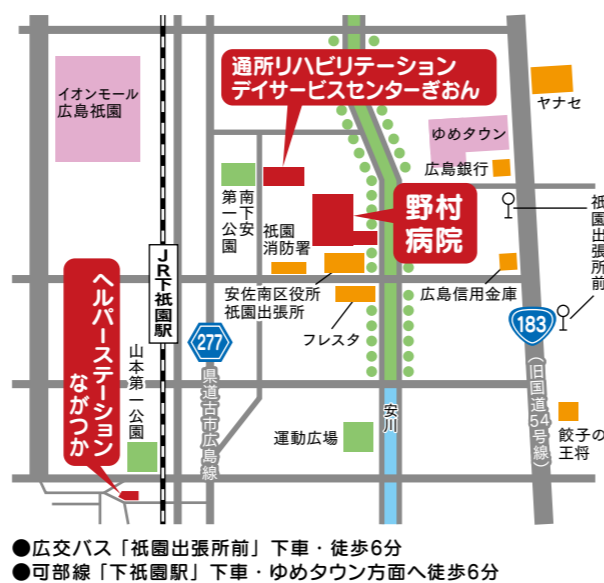 イオンモール
広島祇園
通所リハビリテーション
デイサービスセンターぎおん
ヤナセ
ゆめタウン
広島銀行
南下安
第一公園
祇園
消防署
野村
病院
祇園出張所前
JR下祇園駅
安佐南区役所
祇園出張所
フレスタ
広島信用金庫
ヘルパーステーション
ながつか
山本第一公園
277
県道古市広島線
183
(旧国道54号線)
安川
運動広場
餃子の
王将
●広交バス「祇園出張所前」下車・徒歩6分
●可部線「下祇園駅」下車・ゆめタウン方面へ徒歩6分